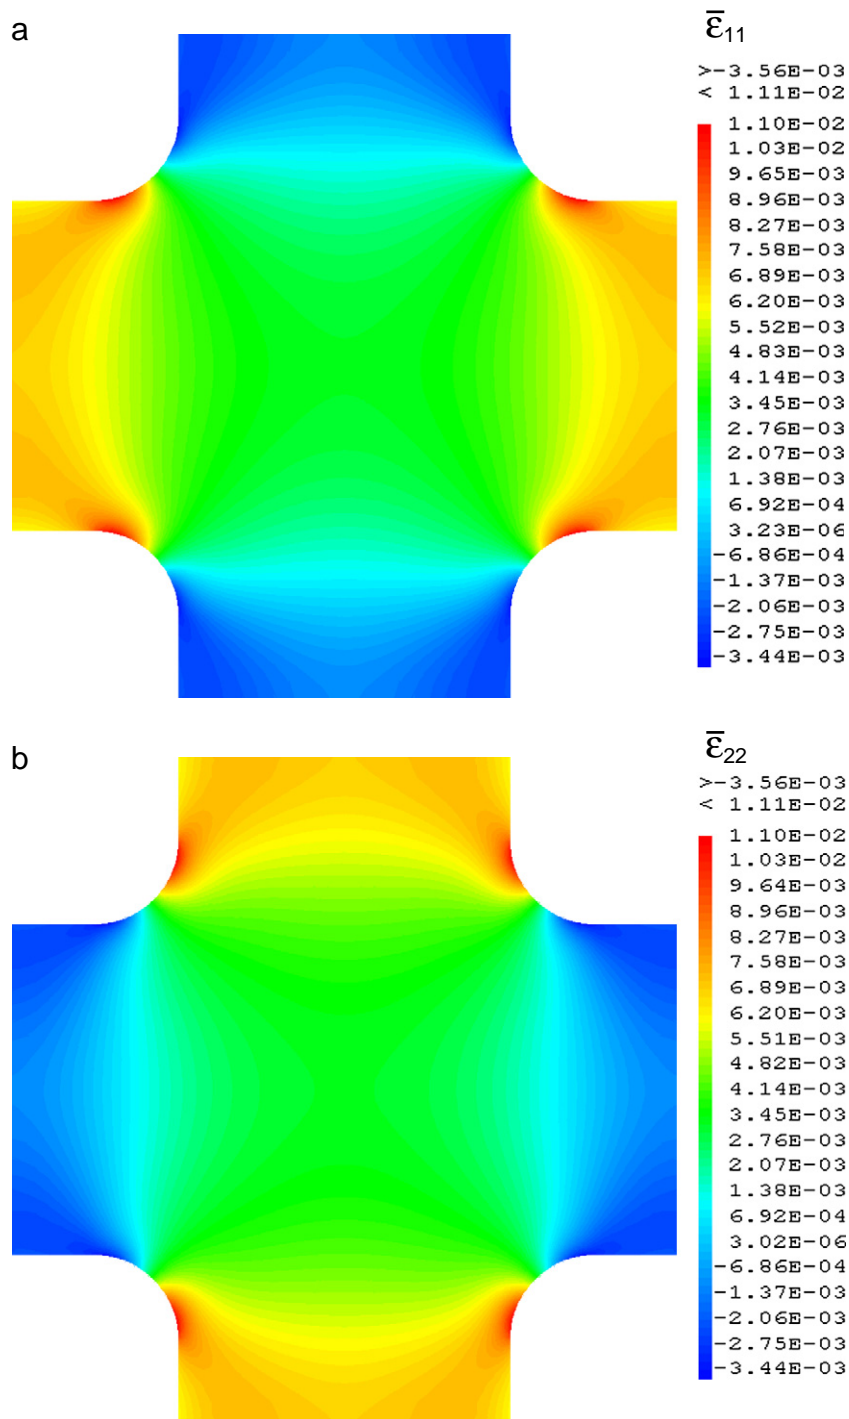 a
ε̄11
>-3.56E-03
< 1.11E-02
1.10E-02
1.03E-02
9.65E-03
8.96E-03
8.27E-03
7.58E-03
6.89E-03
6.20E-03
5.52E-03
4.83E-03
4.14E-03
3.45E-03
2.76E-03
2.07E-03
1.38E-03
6.92E-04
3.23E-06
-6.86E-04
-1.37E-03
-2.06E-03
-2.75E-03
-3.44E-03
b
ε̄22
>-3.56E-03
< 1.11E-02
1.10E-02
1.03E-02
9.64E-03
8.96E-03
8.27E-03
7.58E-03
6.89E-03
6.20E-03
5.51E-03
4.82E-03
4.14E-03
3.45E-03
2.76E-03
2.07E-03
1.38E-03
6.92E-04
3.02E-06
-6.86E-04
-1.37E-03
-2.06E-03
-2.75E-03
-3.44E-03